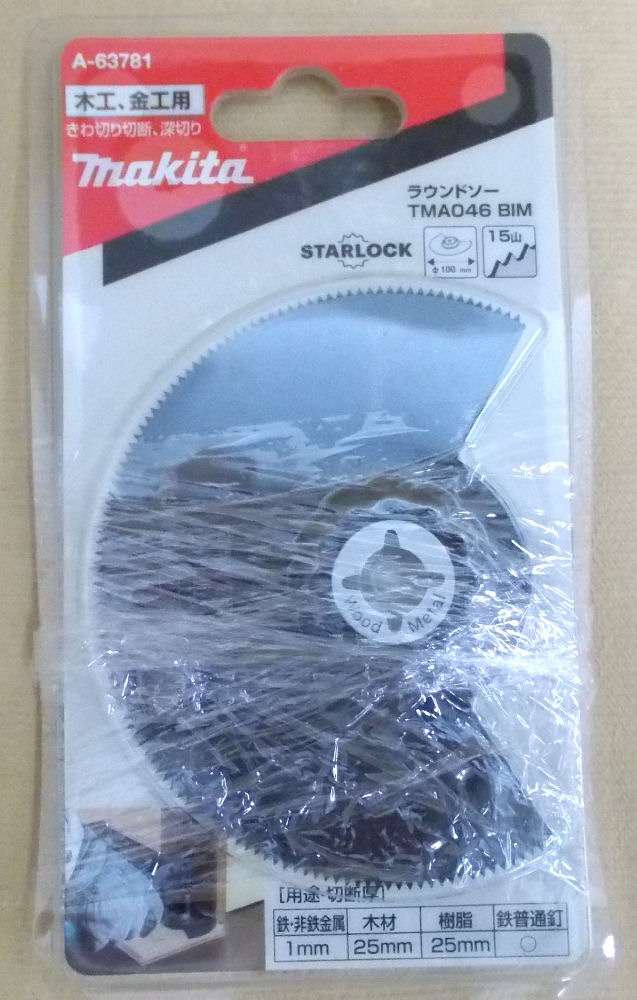 A-63781
木工、金工用
きわ切り切断、深切り
makita®
ラウンドソー
TMA046 BIM
STARLOCK
φ100 mm
15山
Wood Metal
[用途・切断厚]
鉄・非鉄金属 木材 樹脂 鉄普通釘
1mm 25mm 25mm ○